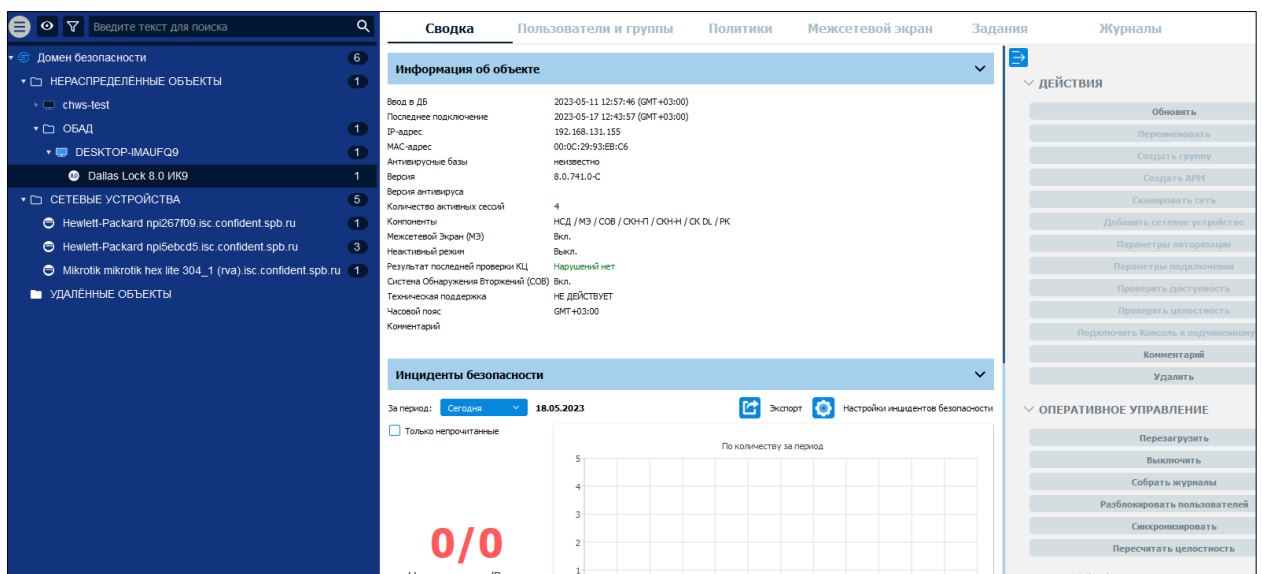 Введите текст для поиска
Домен безопасности 6
НЕРАСПРЕДЕЛЁННЫЕ ОБЪЕКТЫ 1
chws-test
ОБАД 1
DESKTOP-IMAUFQ9 1
Dallas Lock 8.0 ИК9 1
СЕТЕВЫЕ УСТРОЙСТВА 5
Hewlett-Packard npi267f09.isc.confident.spb.ru 1
Hewlett-Packard npi5ebcd5.isc.confident.spb.ru 3
Mikrotik mikrotik hex lite 304_1 (rva).isc.confident.spb.ru 1
УДАЛЁННЫЕ ОБЪЕКТЫ
Сводка Пользователи и группы Политики Межсетевой экран Задания Журналы
Информация об объекте
Ввод в ДБ 2023-05-11 12:57:46 (GMT+03:00)
Последнее подключение 2023-05-17 12:43:57 (GMT+03:00)
IP-адрес 192.168.131.155
MAC-адрес 00:0C:29:93:EB:C6
Антивирусные базы неизвестно
Версия 8.0.741.0-C
Версия антивируса
Количество активных сессий 4
Компоненты НСД / МЭ / СОВ / СКН-П / СКН-Н / СК DL / РК
Межсетевой Экран (МЭ) Вкл.
Неактивный режим Выкл.
Результат последней проверки КЦ Нарушений нет
Система Обнаружения Вторжений (СОВ) Вкл.
Техническая поддержка НЕ ДЕЙСТВУЕТ
Часовой пояс GMT+03:00
Комментарий
Инциденты безопасности
За период: Сегодня 18.05.2023 Экспорт Настройки инцидентов безопасности
Только непрочитанные
По количеству за период
5
4
3
2
1
0/0
ДЕЙСТВИЯ
Обновить
Переименовать
Создать группу
Создать АРМ
Сканировать сеть
Добавить сетевое устройство
Параметры авторизации
Параметры подключения
Проверить доступность
Проверить целостность
Подключить Консоль к подчиненному
Комментарий
Удалить
ОПЕРАТИВНОЕ УПРАВЛЕНИЕ
Перезагрузить
Выключить
Собрать журналы
Разблокировать пользователей
Синхронизировать
Пересчитать целостность